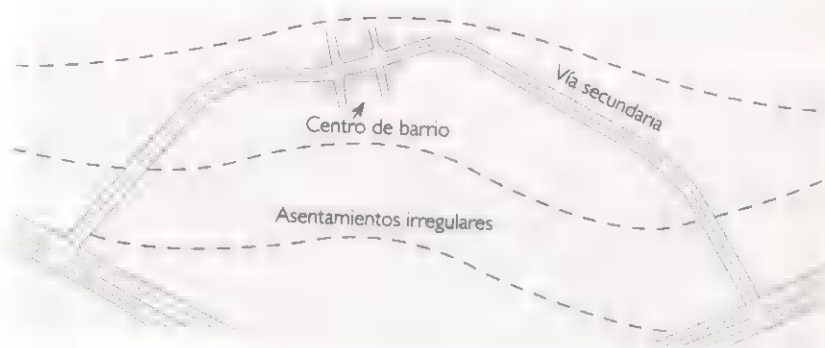 Vía secundaria
Centro de barrio
Asentamientos irregulares